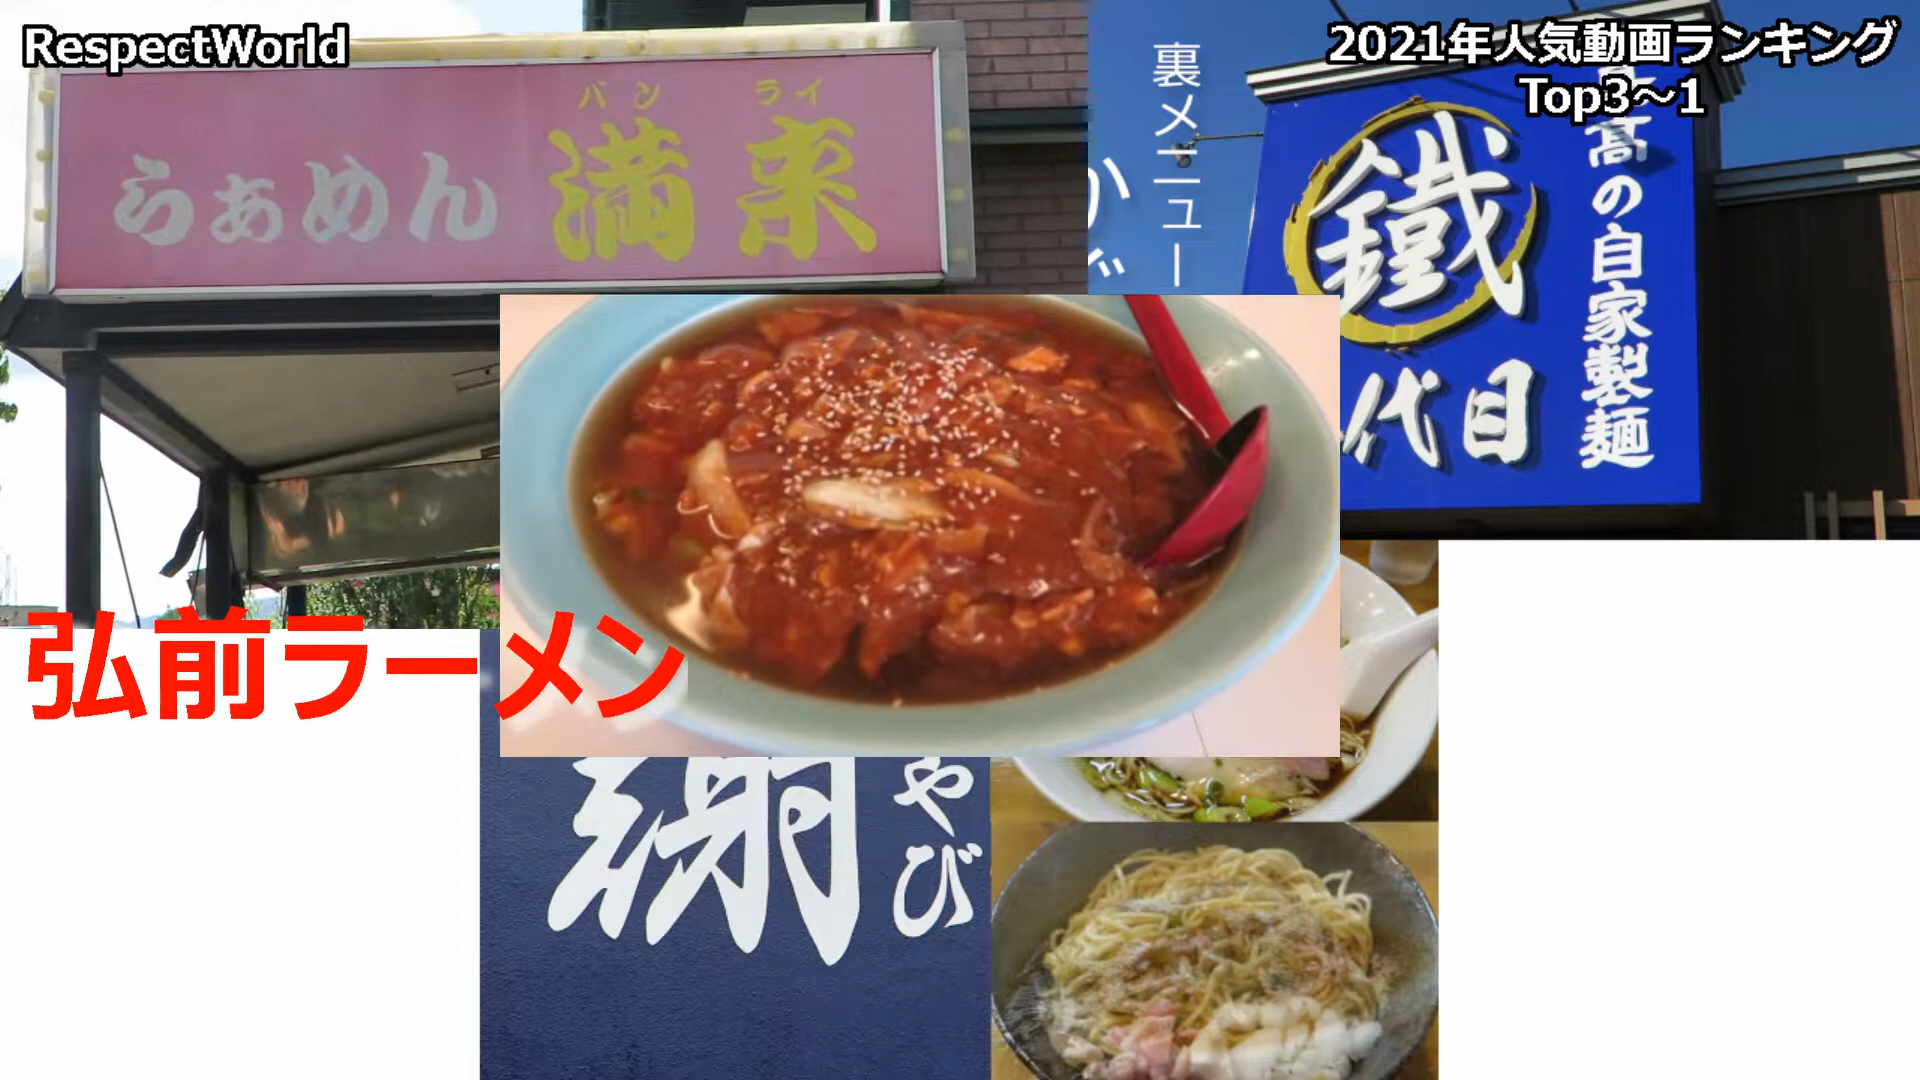 RespectWorld
2021年人気動画ランキング
Top3～1
バンライ
らぁめん 満来
裏メニュー
か
鐵
代目
高の自家製麺
弘前ラーメン
やび